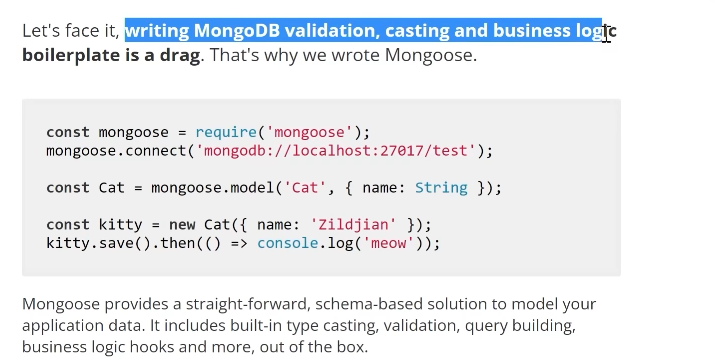 Let's face it, writing MongoDB validation, casting and business logic
boilerplate is a drag. That's why we wrote Mongoose.
const mongoose = require('mongoose');
mongoose.connect('mongodb://localhost:27017/test');
const Cat = mongoose.model('Cat', { name: String });
const kitty = new Cat({ name: 'Zildjian' });
kitty.save().then(() => console.log('meow'));
Mongoose provides a straight-forward, schema-based solution to model your
application data. It includes built-in type casting, validation, query building,
business logic hooks and more, out of the box.